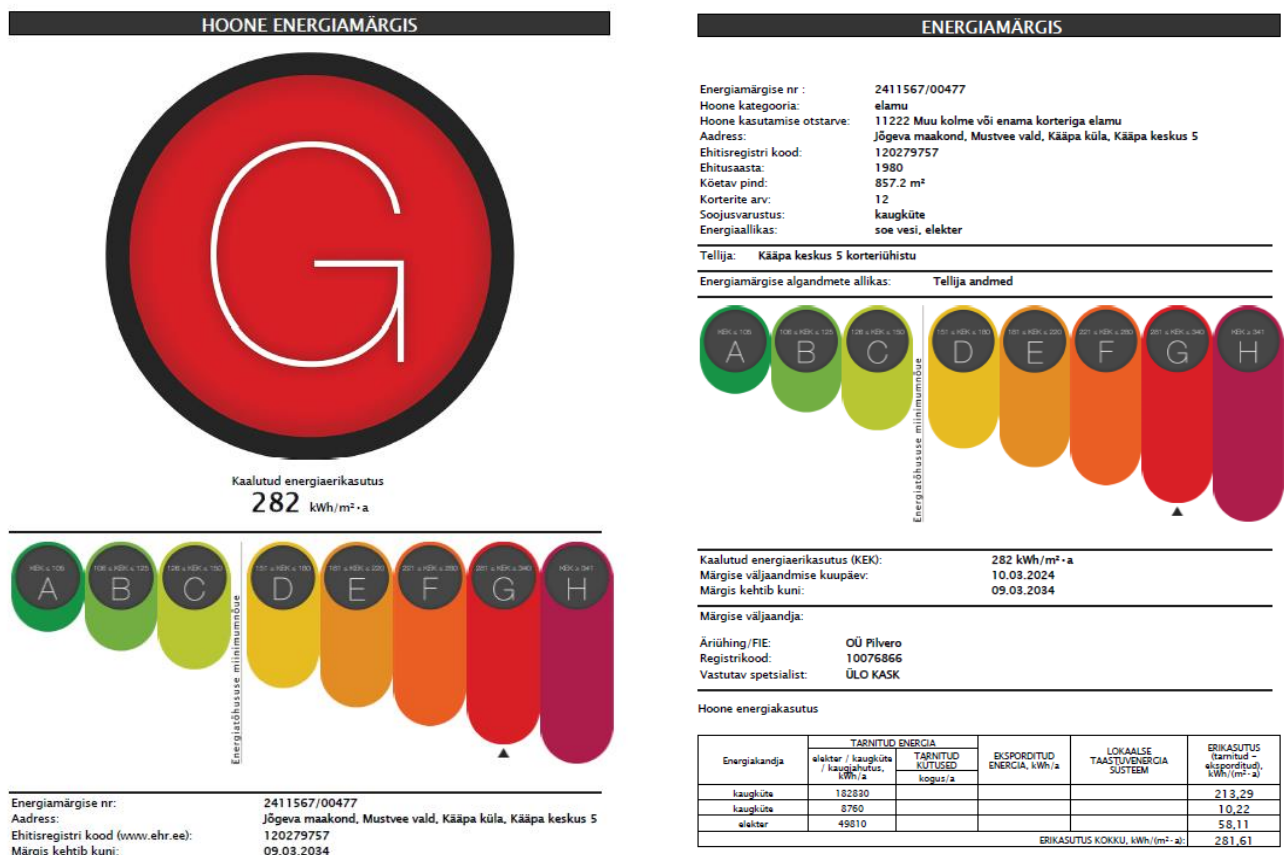 HOONE ENERGIAMÄRGIS
G
Kaalutud energiaerikasutus
282 kWh/m²·a
KEK ≤ 105
A
106 ≤ KEK ≤ 125
B
126 ≤ KEK ≤ 150
C
Energiatõhususe miinimumnõue
151 ≤ KEK ≤ 180
D
181 ≤ KEK ≤ 220
E
221 ≤ KEK ≤ 280
F
281 ≤ KEK ≤ 340
G
KEK ≥ 341
H
Energiamärgise nr: 2411567/00477
Aadress: Jõgeva maakond, Mustvee vald, Kääpa küla, Kääpa keskus 5
Ehitisregistri kood (www.ehr.ee): 120279757
Märgis kehtib kuni: 09.03.2034
ENERGIAMÄRGIS
Energiamärgise nr : 2411567/00477
Hoone kategooria: elamu
Hoone kasutamise otstarve: 11222 Muu kolme või enama korteriga elamu
Aadress: Jõgeva maakond, Mustvee vald, Kääpa küla, Kääpa keskus 5
Ehitisregistri kood: 120279757
Ehitusaasta: 1980
Köetav pind: 857.2 m²
Korterite arv: 12
Soojusvarustus: kaugküte
Energiaallikas: soe vesi, elekter
Tellija: Kääpa keskus 5 korteriühistu
Energiamärgise algandmete allikas: Tellija andmed
KEK ≤ 105
A
106 ≤ KEK ≤ 125
B
126 ≤ KEK ≤ 150
C
Energiatõhususe miinimumnõue
151 ≤ KEK ≤ 180
D
181 ≤ KEK ≤ 220
E
221 ≤ KEK ≤ 280
F
281 ≤ KEK ≤ 340
G
KEK ≥ 341
H
Kaalutud energiaerikasutus (KEK): 282 kWh/m²·a
Märgise väljaandmise kuupäev: 10.03.2024
Märgis kehtib kuni: 09.03.2034
Märgise väljaandja:
Äriühing/FIE: OÜ Pilvero
Registrikood: 10076866
Vastutav spetsialist: ÜLO KASK
Hoone energiakasutus
Energiakandja
TARNITUD ENERGIA
elekter / kaugküte
/ kaugjahutus,
kWh/a
TARNITUD
KÜTUSED
kogus/a
EKSPORDITUD
ENERGIA, kWh/a
LOKAALSE
TAASTUVENERGIA
SÜSTEEM
ERIKASUTUS
(tarnitud –
eksporditud),
kWh/(m²·a)
kaugküte 182830 213,29
kaugküte 8760 10,22
elekter 49810 58,11
ERIKASUTUS KOKKU, kWh/(m²·a): 281,61